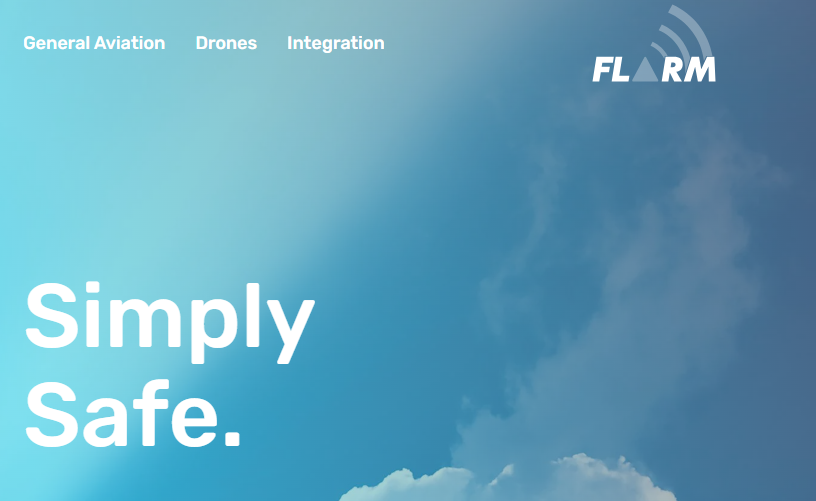 General Aviation Drones Integration
FLARM
Simply
Safe.